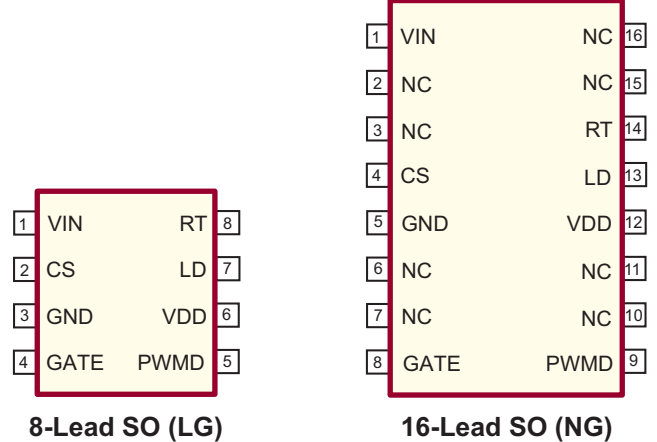 1 VIN RT 8
2 CS LD 7
3 GND VDD 6
4 GATE PWMD 5
8-Lead SO (LG)
1 VIN NC 16
2 NC NC 15
3 NC RT 14
4 CS LD 13
5 GND VDD 12
6 NC NC 11
7 NC NC 10
8 GATE PWMD 9
16-Lead SO (NG)